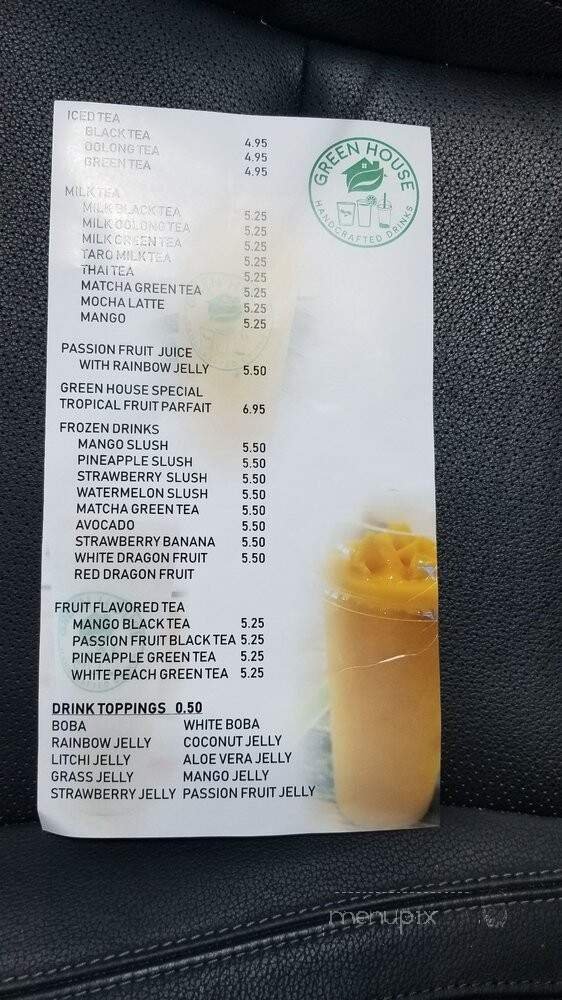 GREEN HOUSE
HANDCRAFTED DRINKS
ICED TEA
BLACK TEA 4.95
OOLONG TEA 4.95
GREEN TEA 4.95
MILK TEA
MILK BLACK TEA 5.25
MILK OOLONG TEA 5.25
MILK GREEN TEA 5.25
TARO MILK TEA 5.25
THAI TEA 5.25
MATCHA GREEN TEA 5.25
MOCHA LATTE 5.25
MANGO 5.25
PASSION FRUIT JUICE
WITH RAINBOW JELLY 5.50
GREEN HOUSE SPECIAL
TROPICAL FRUIT PARFAIT 6.95
FROZEN DRINKS
MANGO SLUSH 5.50
PINEAPPLE SLUSH 5.50
STRAWBERRY SLUSH 5.50
WATERMELON SLUSH 5.50
MATCHA GREEN TEA 5.50
AVOCADO 5.50
STRAWBERRY BANANA 5.50
WHITE DRAGON FRUIT 5.50
RED DRAGON FRUIT
FRUIT FLAVORED TEA
MANGO BLACK TEA 5.25
PASSION FRUIT BLACK TEA 5.25
PINEAPPLE GREEN TEA 5.25
WHITE PEACH GREEN TEA 5.25
DRINK TOPPINGS 0.50
BOBA WHITE BOBA
RAINBOW JELLY COCONUT JELLY
LITCHI JELLY ALOE VERA JELLY
GRASS JELLY MANGO JELLY
STRAWBERRY JELLY PASSION FRUIT JELLY
menupix